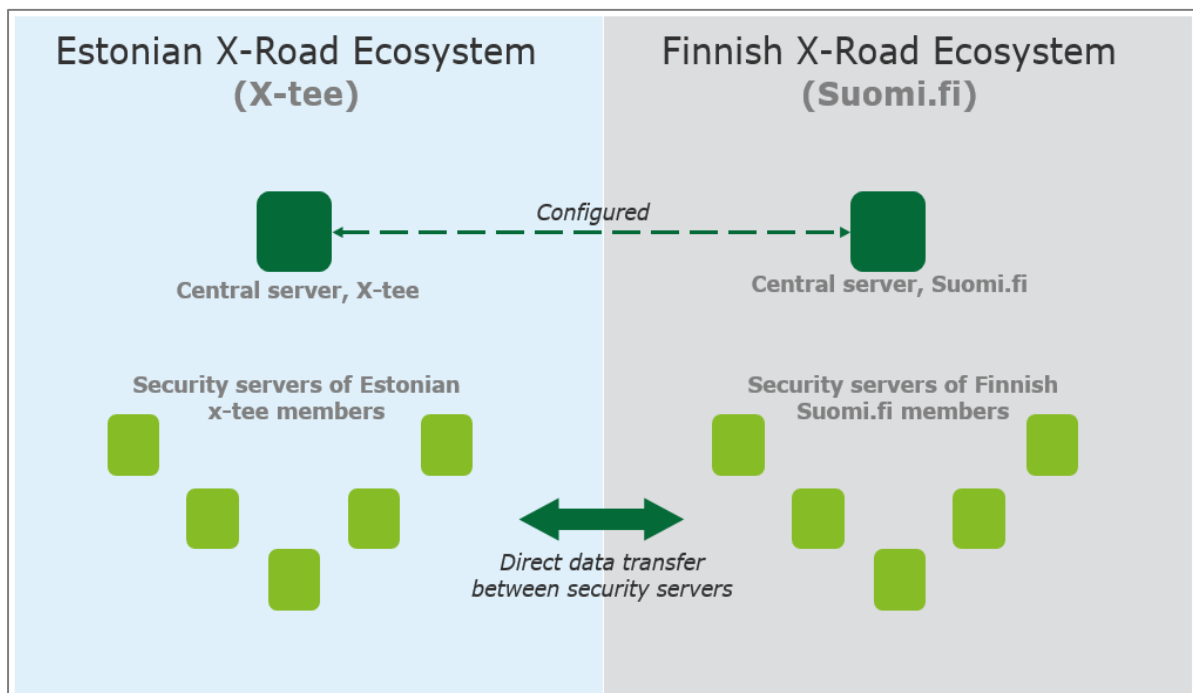 Estonian X-Road Ecosystem
(X-tee)
Finnish X-Road Ecosystem
(Suomi.fi)
Configured
Central server, X-tee
Central server, Suomi.fi
Security servers of Estonian
x-tee members
Security servers of Finnish
Suomi.fi members
Direct data transfer
between security servers